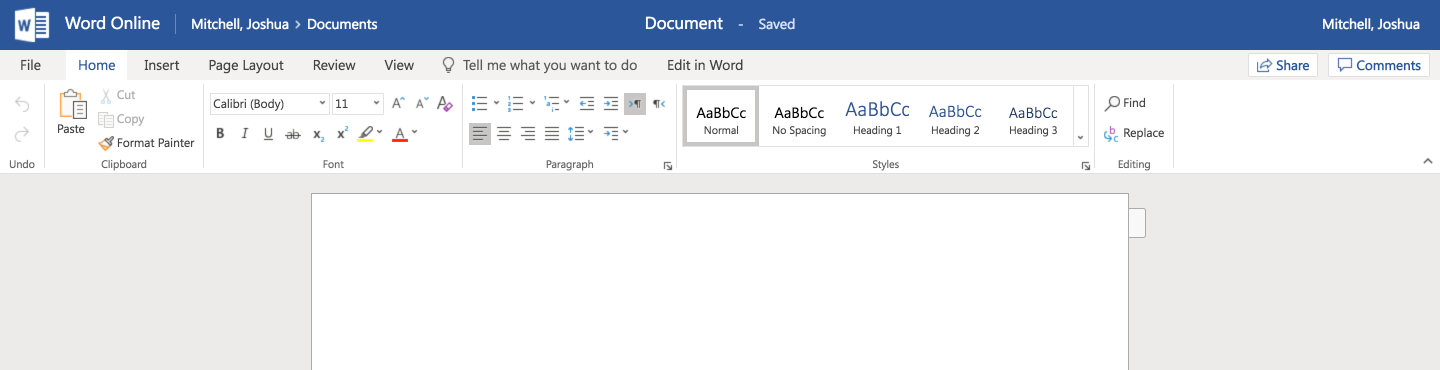 Word Online Mitchell, Joshua > Documents Document - Saved Mitchell, Joshua
File Home Insert Page Layout Review View Tell me what you want to do Edit in Word Share Comments
Paste
Cut
Copy
Format Painter
Calibri (Body) 11
B I U ab x₂ x² A
AaBbCc AaBbCc AaBbCc AaBbCc AaBbCc
Normal No Spacing Heading 1 Heading 2 Heading 3
Find
Replace
Undo Clipboard Font Paragraph Styles Editing